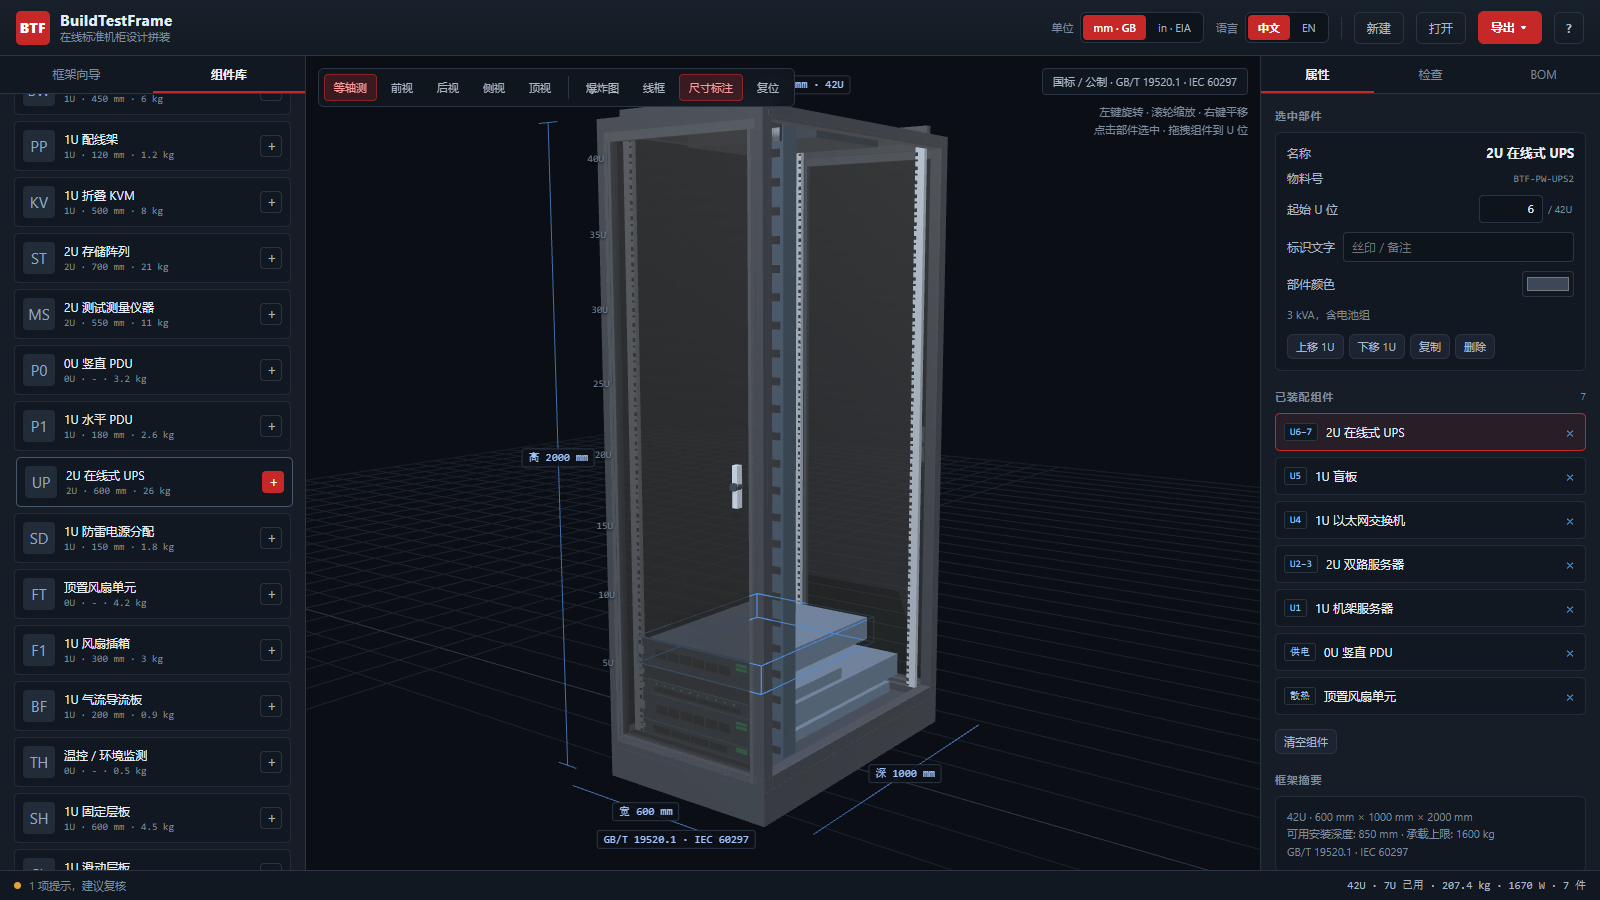 BTF
BuildTestFrame
在线标准机柜设计拼装
单位
mm · GB
in · EIA
语言
中文
EN
新建
打开
导出
?
框架向导
组件库
1U · 450 mm · 6 kg
PP
1U 配线架
1U · 120 mm · 1.2 kg
+
KV
1U 折叠 KVM
1U · 500 mm · 8 kg
+
ST
2U 存储阵列
2U · 700 mm · 21 kg
+
MS
2U 测试测量仪器
2U · 550 mm · 11 kg
+
P0
0U 竖直 PDU
0U · - · 3.2 kg
+
P1
1U 水平 PDU
1U · 180 mm · 2.6 kg
+
UP
2U 在线式 UPS
2U · 600 mm · 26 kg
+
SD
1U 防雷电源分配
1U · 150 mm · 1.8 kg
+
FT
顶置风扇单元
0U · - · 4.2 kg
+
F1
1U 风扇插箱
1U · 300 mm · 3 kg
+
BF
1U 气流导流板
1U · 200 mm · 0.9 kg
+
TH
温控 / 环境监测
0U · - · 0.5 kg
+
SH
1U 固定层板
1U · 600 mm · 4.5 kg
+
1U 滑动层板
等轴测
前视
后视
侧视
顶视
爆炸图
线框
尺寸标注
复位
mm · 42U
国标 / 公制 · GB/T 19520.1 · IEC 60297
左键旋转 · 滚轮缩放 · 右键平移
点击部件选中 · 拖拽组件到 U 位
40U
35U
30U
25U
20U
15U
10U
5U
高 2000 mm
深 1000 mm
宽 600 mm
GB/T 19520.1 · IEC 60297
属性
检查
BOM
选中部件
名称
2U 在线式 UPS
物料号
BTF-PW-UPS2
起始 U 位
6
/ 42U
标识文字
丝印 / 备注
部件颜色
3 kVA，含电池组
上移 1U
下移 1U
复制
删除
已装配组件
7
U6-7
2U 在线式 UPS
×
U5
1U 盲板
×
U4
1U 以太网交换机
×
U2-3
2U 双路服务器
×
U1
1U 机架服务器
×
供电
0U 竖直 PDU
×
散热
顶置风扇单元
×
清空组件
框架摘要
42U · 600 mm × 1000 mm × 2000 mm
可用安装深度: 850 mm · 承载上限: 1600 kg
GB/T 19520.1 · IEC 60297
1 项提示，建议复核
42U · 7U 已用 · 207.4 kg · 1670 W · 7 件